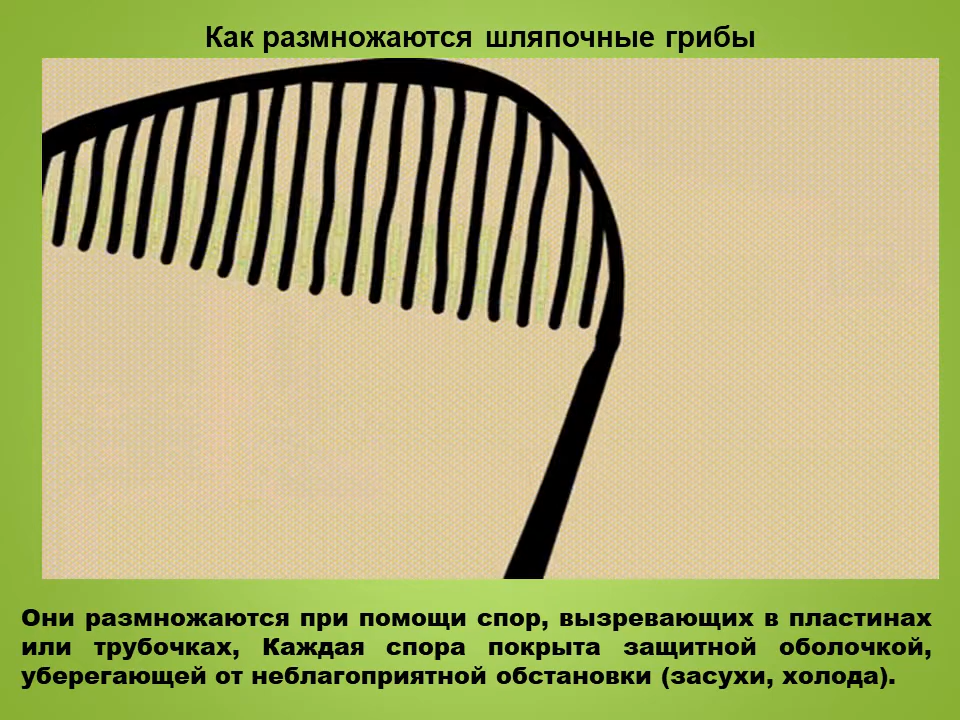 Как размножаются шляпочные грибы
Они размножаются при помощи спор, вызревающих в пластинах
или трубочках, Каждая спора покрыта защитной оболочкой,
уберегающей от неблагоприятной обстановки (засухи, холода).